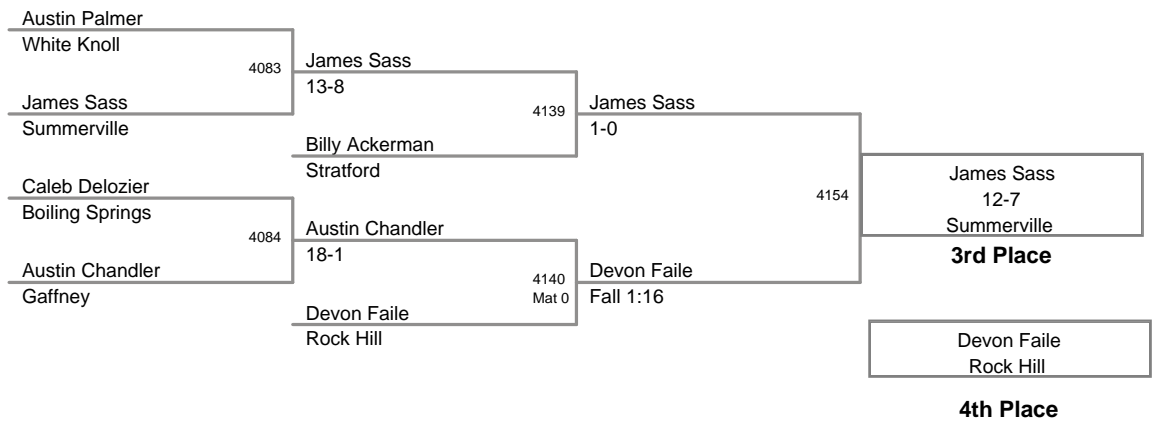 Austin Palmer
White Knoll
4083
James Sass
13-8
James Sass
Summerville
4139
James Sass
1-0
Billy Ackerman
Stratford
Caleb Delozier
Boiling Springs
4084
Austin Chandler
18-1
Austin Chandler
Gaffney
4140
Mat 0
Devon Faile
Fall 1:16
Devon Faile
Rock Hill
4154
James Sass
12-7
Summerville
3rd Place
Devon Faile
Rock Hill
4th Place